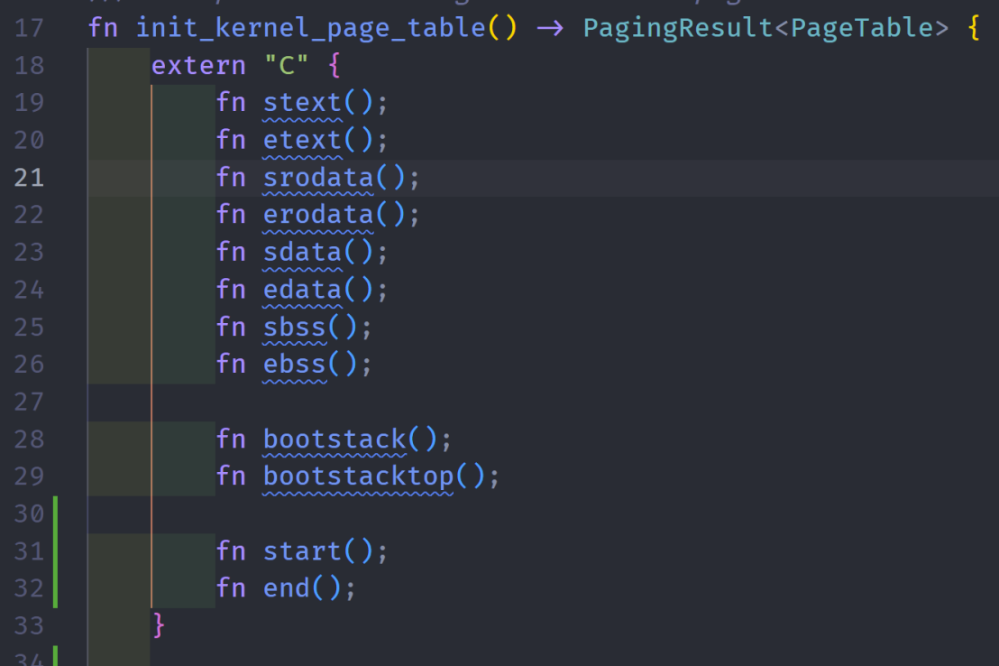 17 fn init_kernel_page_table() → PagingResult<PageTable> {
18 extern "C" {
19 fn stext();
20 fn etext();
21 fn srodata();
22 fn erodata();
23 fn sdata();
24 fn edata();
25 fn sbss();
26 fn ebss();
27
28 fn bootstack();
29 fn bootstacktop();
30
31 fn start();
32 fn end();
33 }
34